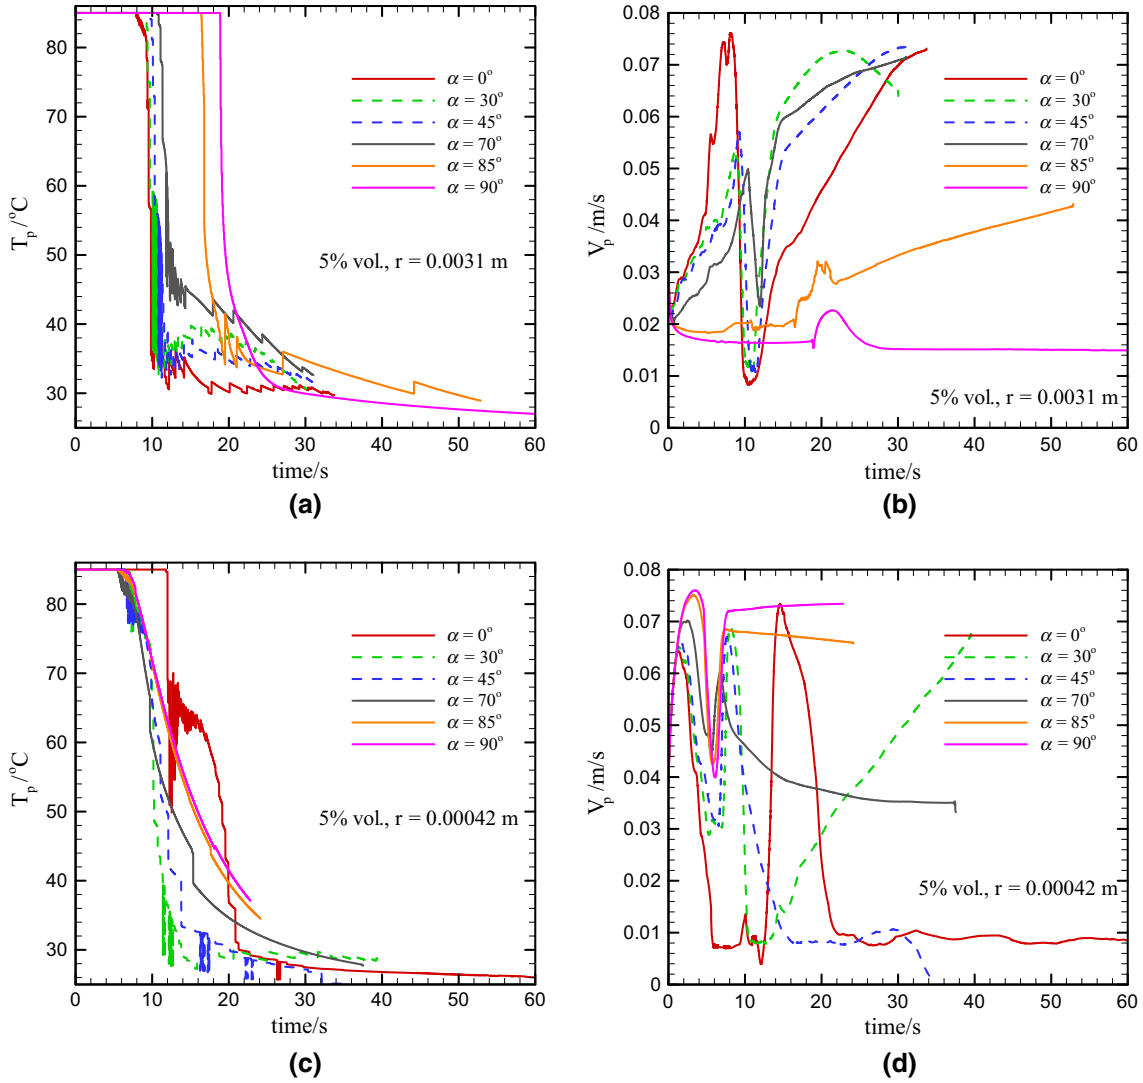 80
70
60
50
40
30
T_p /°C
0
10
20
30
40
50
60
time/s
α = 0°
α = 30°
α = 45°
α = 70°
α = 85°
α = 90°
5% vol., r = 0.0031 m
(a)
0.08
0.07
0.06
0.05
0.04
0.03
0.02
0.01
0
V_p /m/s
0
10
20
30
40
50
60
time/s
α = 0°
α = 30°
α = 45°
α = 70°
α = 85°
α = 90°
5% vol., r = 0.0031 m
(b)
80
70
60
50
40
30
T_p /°C
0
10
20
30
40
50
60
time/s
α = 0°
α = 30°
α = 45°
α = 70°
α = 85°
α = 90°
5% vol., r = 0.00042 m
(c)
0.08
0.07
0.06
0.05
0.04
0.03
0.02
0.01
0
V_p /m/s
0
10
20
30
40
50
60
time/s
α = 0°
α = 30°
α = 45°
α = 70°
α = 85°
α = 90°
5% vol., r = 0.00042 m
(d)